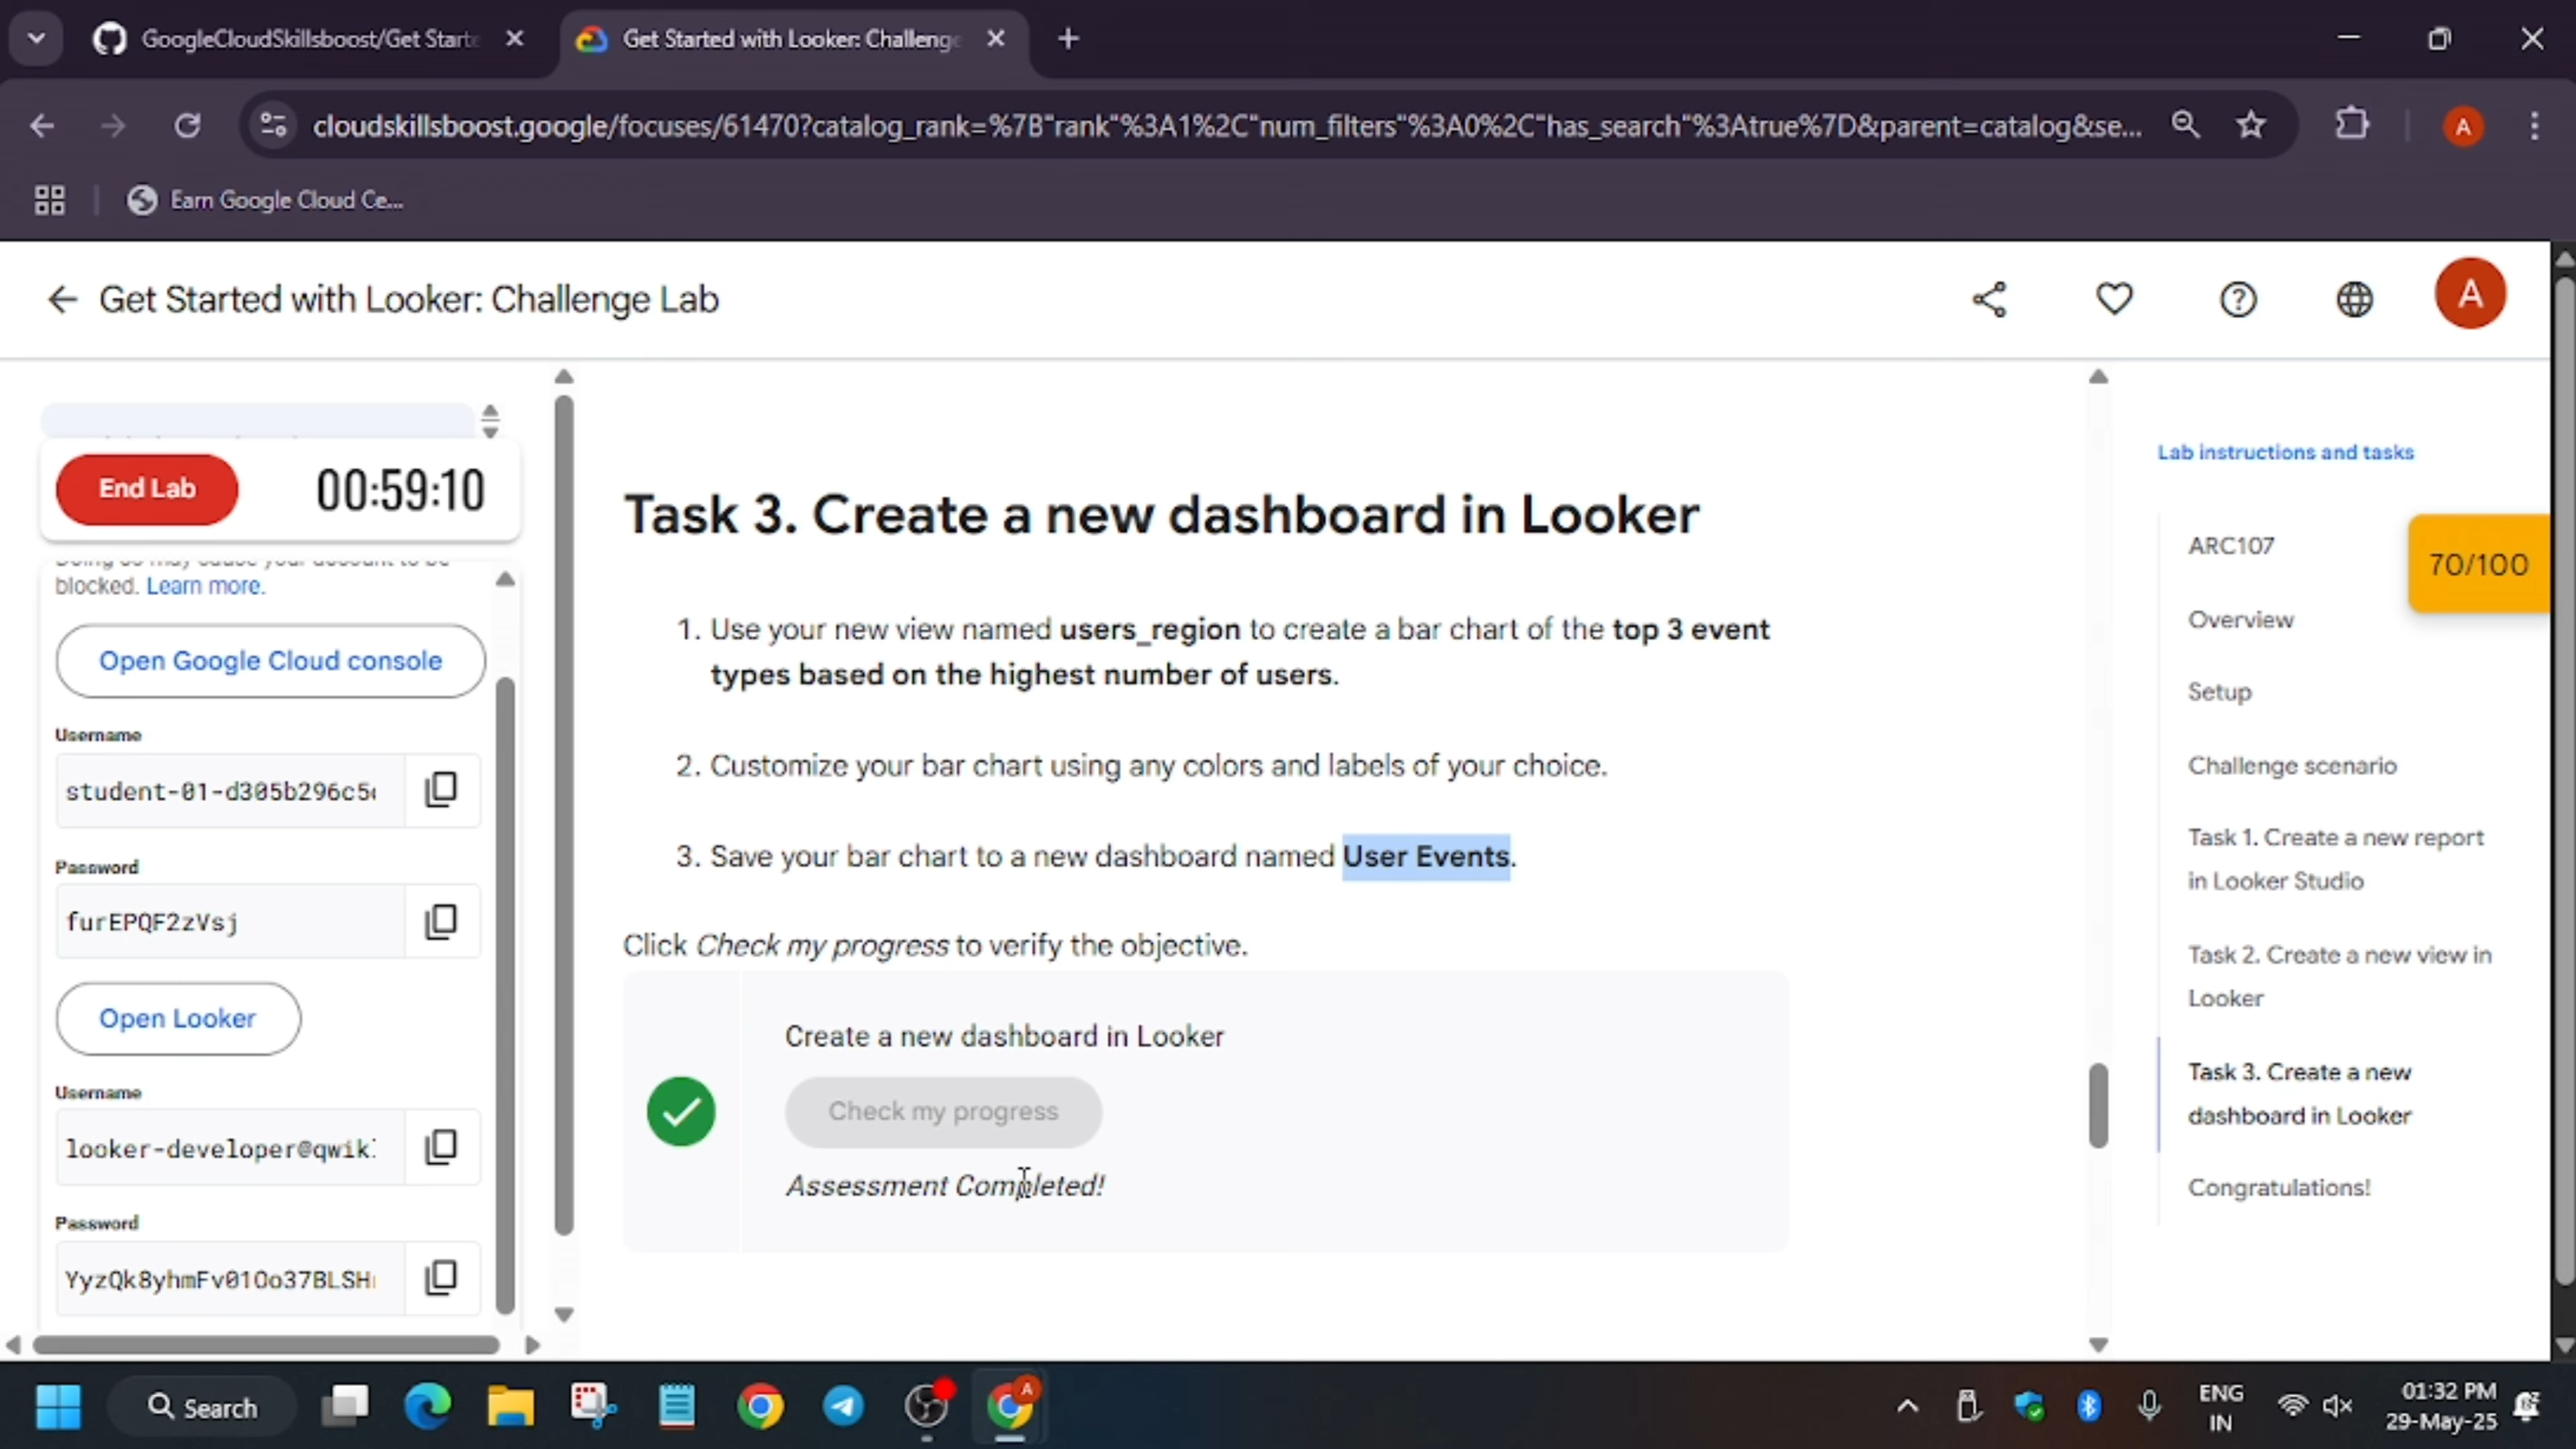 GoogleCloudSkillsboost/Get Starte
Get Started with Looker: Challenge
cloudskillsboost.google/focuses/61470?catalog_rank=%7B"rank"%3A1%2C"num_filters"%3A0%2C"has_search"%3Atrue%7D&parent=catalog&se...
A
Earn Google Cloud Ce...
Get Started with Looker: Challenge Lab
A
End Lab
00:59:10
blocked. Learn more.
Open Google Cloud console
Username
student-01-d305b296c5
Password
furEPQF2zVsj
Open Looker
Username
looker-developer@qwik
Password
YyzQk8yhmFv01Oo37BLSH
Task 3. Create a new dashboard in Looker
1. Use your new view named users_region to create a bar chart of the top 3 event
types based on the highest number of users.
2. Customize your bar chart using any colors and labels of your choice.
3. Save your bar chart to a new dashboard named User Events.
Click Check my progress to verify the objective.
Create a new dashboard in Looker
Check my progress
Assessment Completed!
Lab instructions and tasks
ARC107
70/100
Overview
Setup
Challenge scenario
Task 1. Create a new report
in Looker Studio
Task 2. Create a new view in
Looker
Task 3. Create a new
dashboard in Looker
Congratulations!
Search
A
ENG
IN
01:32 PM
29-May-25